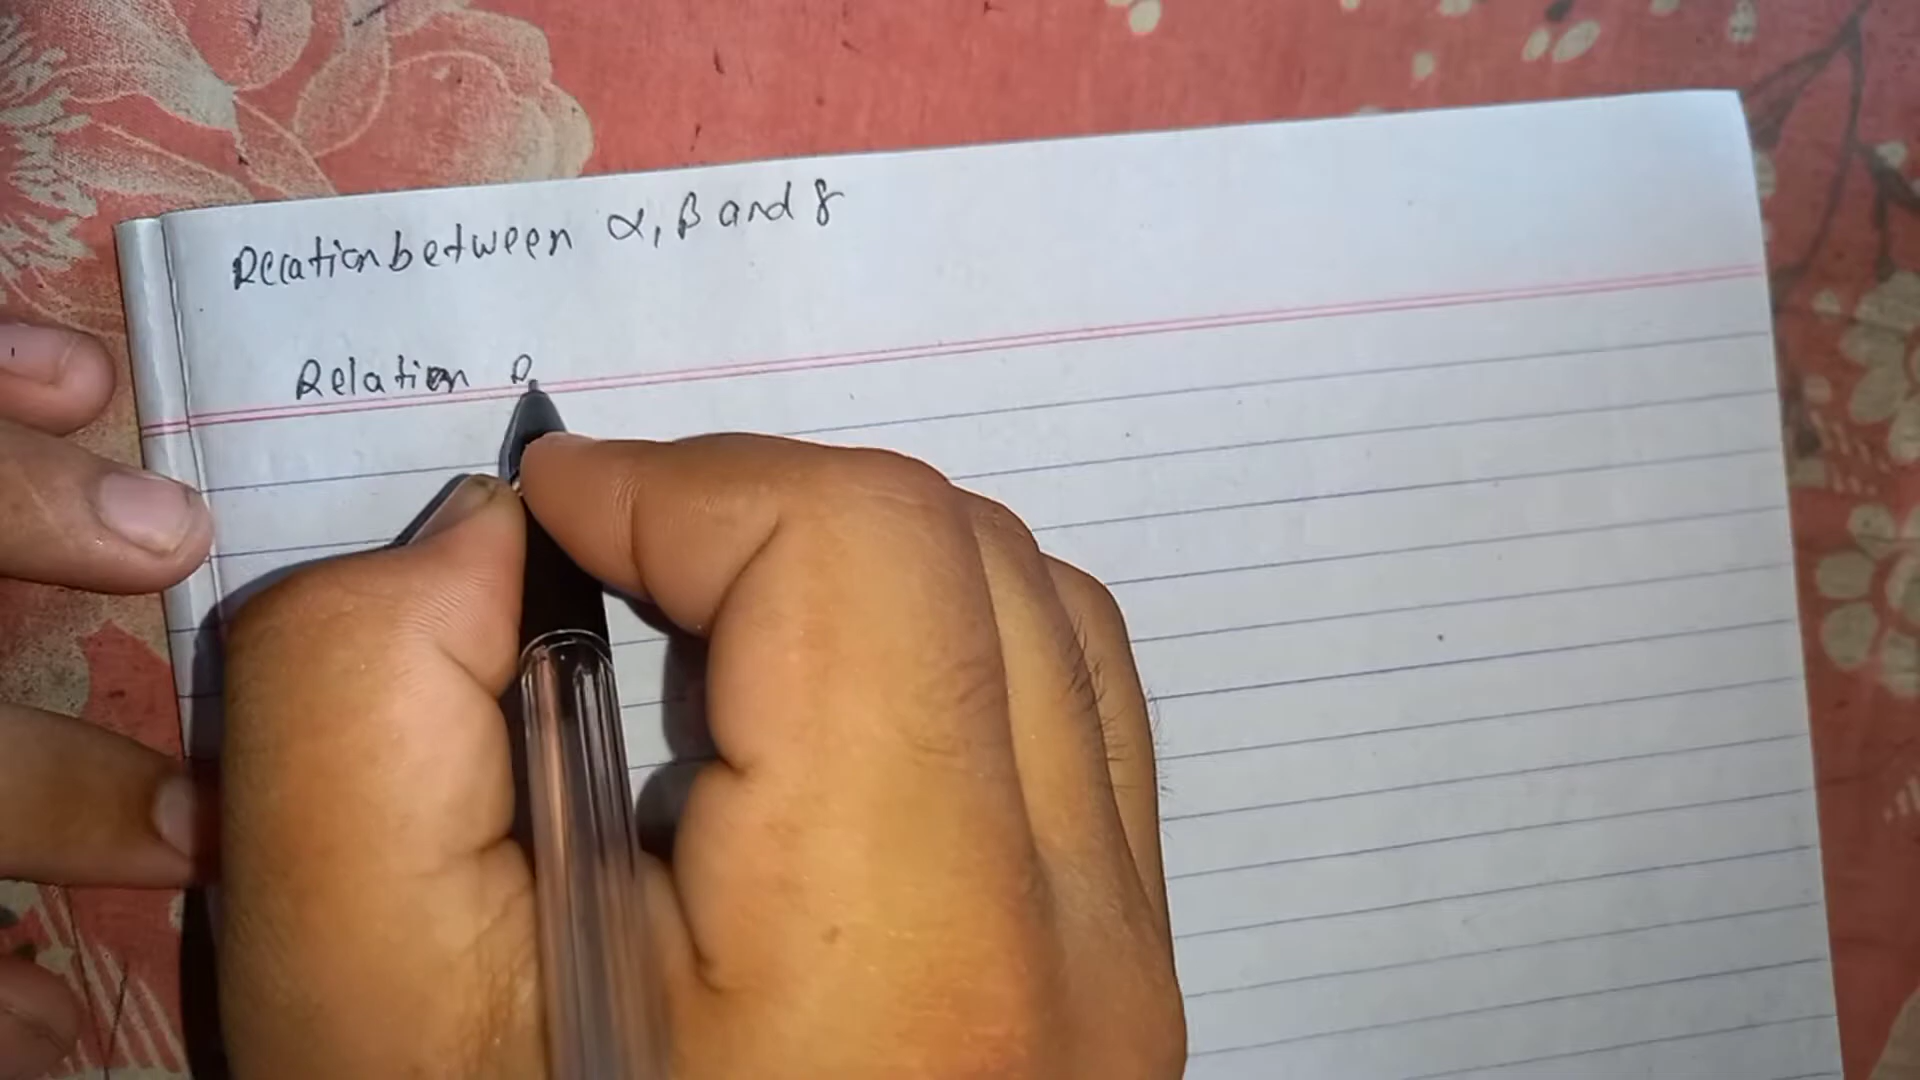 Relation between α, β and γ
Relation